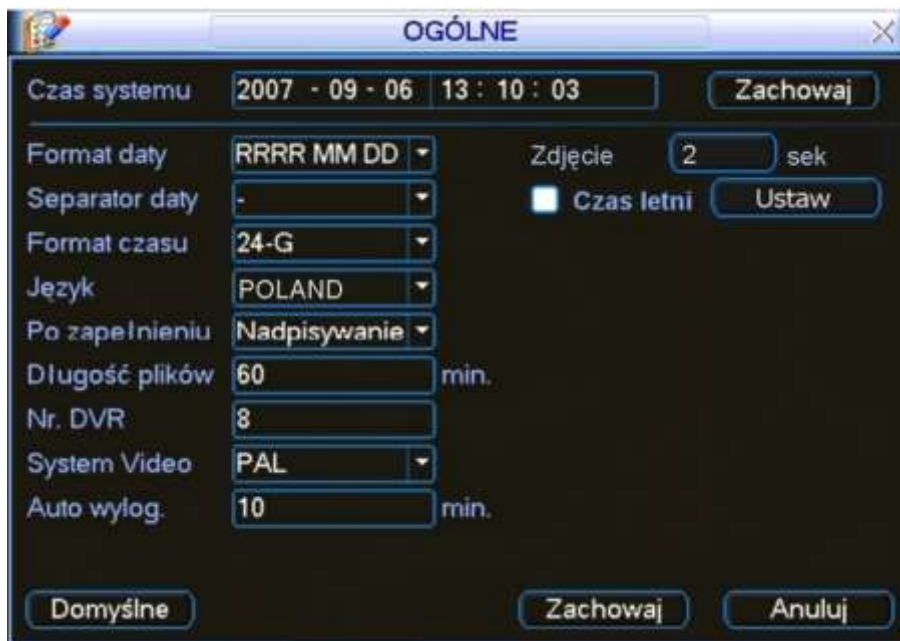 OGÓLNE
Czas systemu 2007 - 09 - 06 13 : 10 : 03 Zachowaj
Format daty RRRR MM DD Zdjęcie 2 sek
Separator daty - Czas letni Ustaw
Format czasu 24-G
Język POLAND
Po zapełnieniu Nadpisywanie
Długość plików 60 min.
Nr. DVR 8
System Video PAL
Auto wylog. 10 min.
Domyślne Zachowaj Anuluj